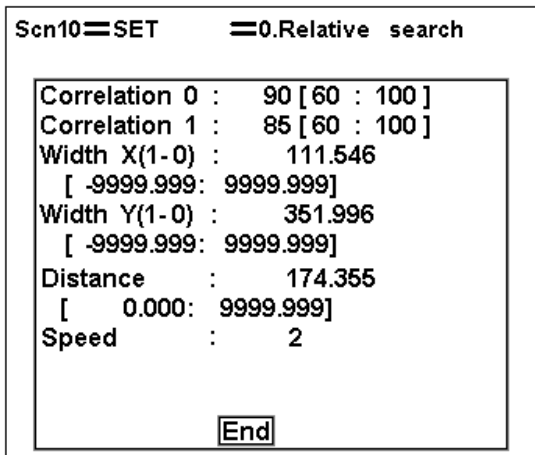 Scn10=SET =0.Relative search
Correlation 0 : 90 [ 60 : 100 ]
Correlation 1 : 85 [ 60 : 100 ]
Width X(1-0) : 111.546
[ -9999.999: 9999.999]
Width Y(1-0) : 351.996
[ -9999.999: 9999.999]
Distance : 174.355
[ 0.000: 9999.999]
Speed : 2
End